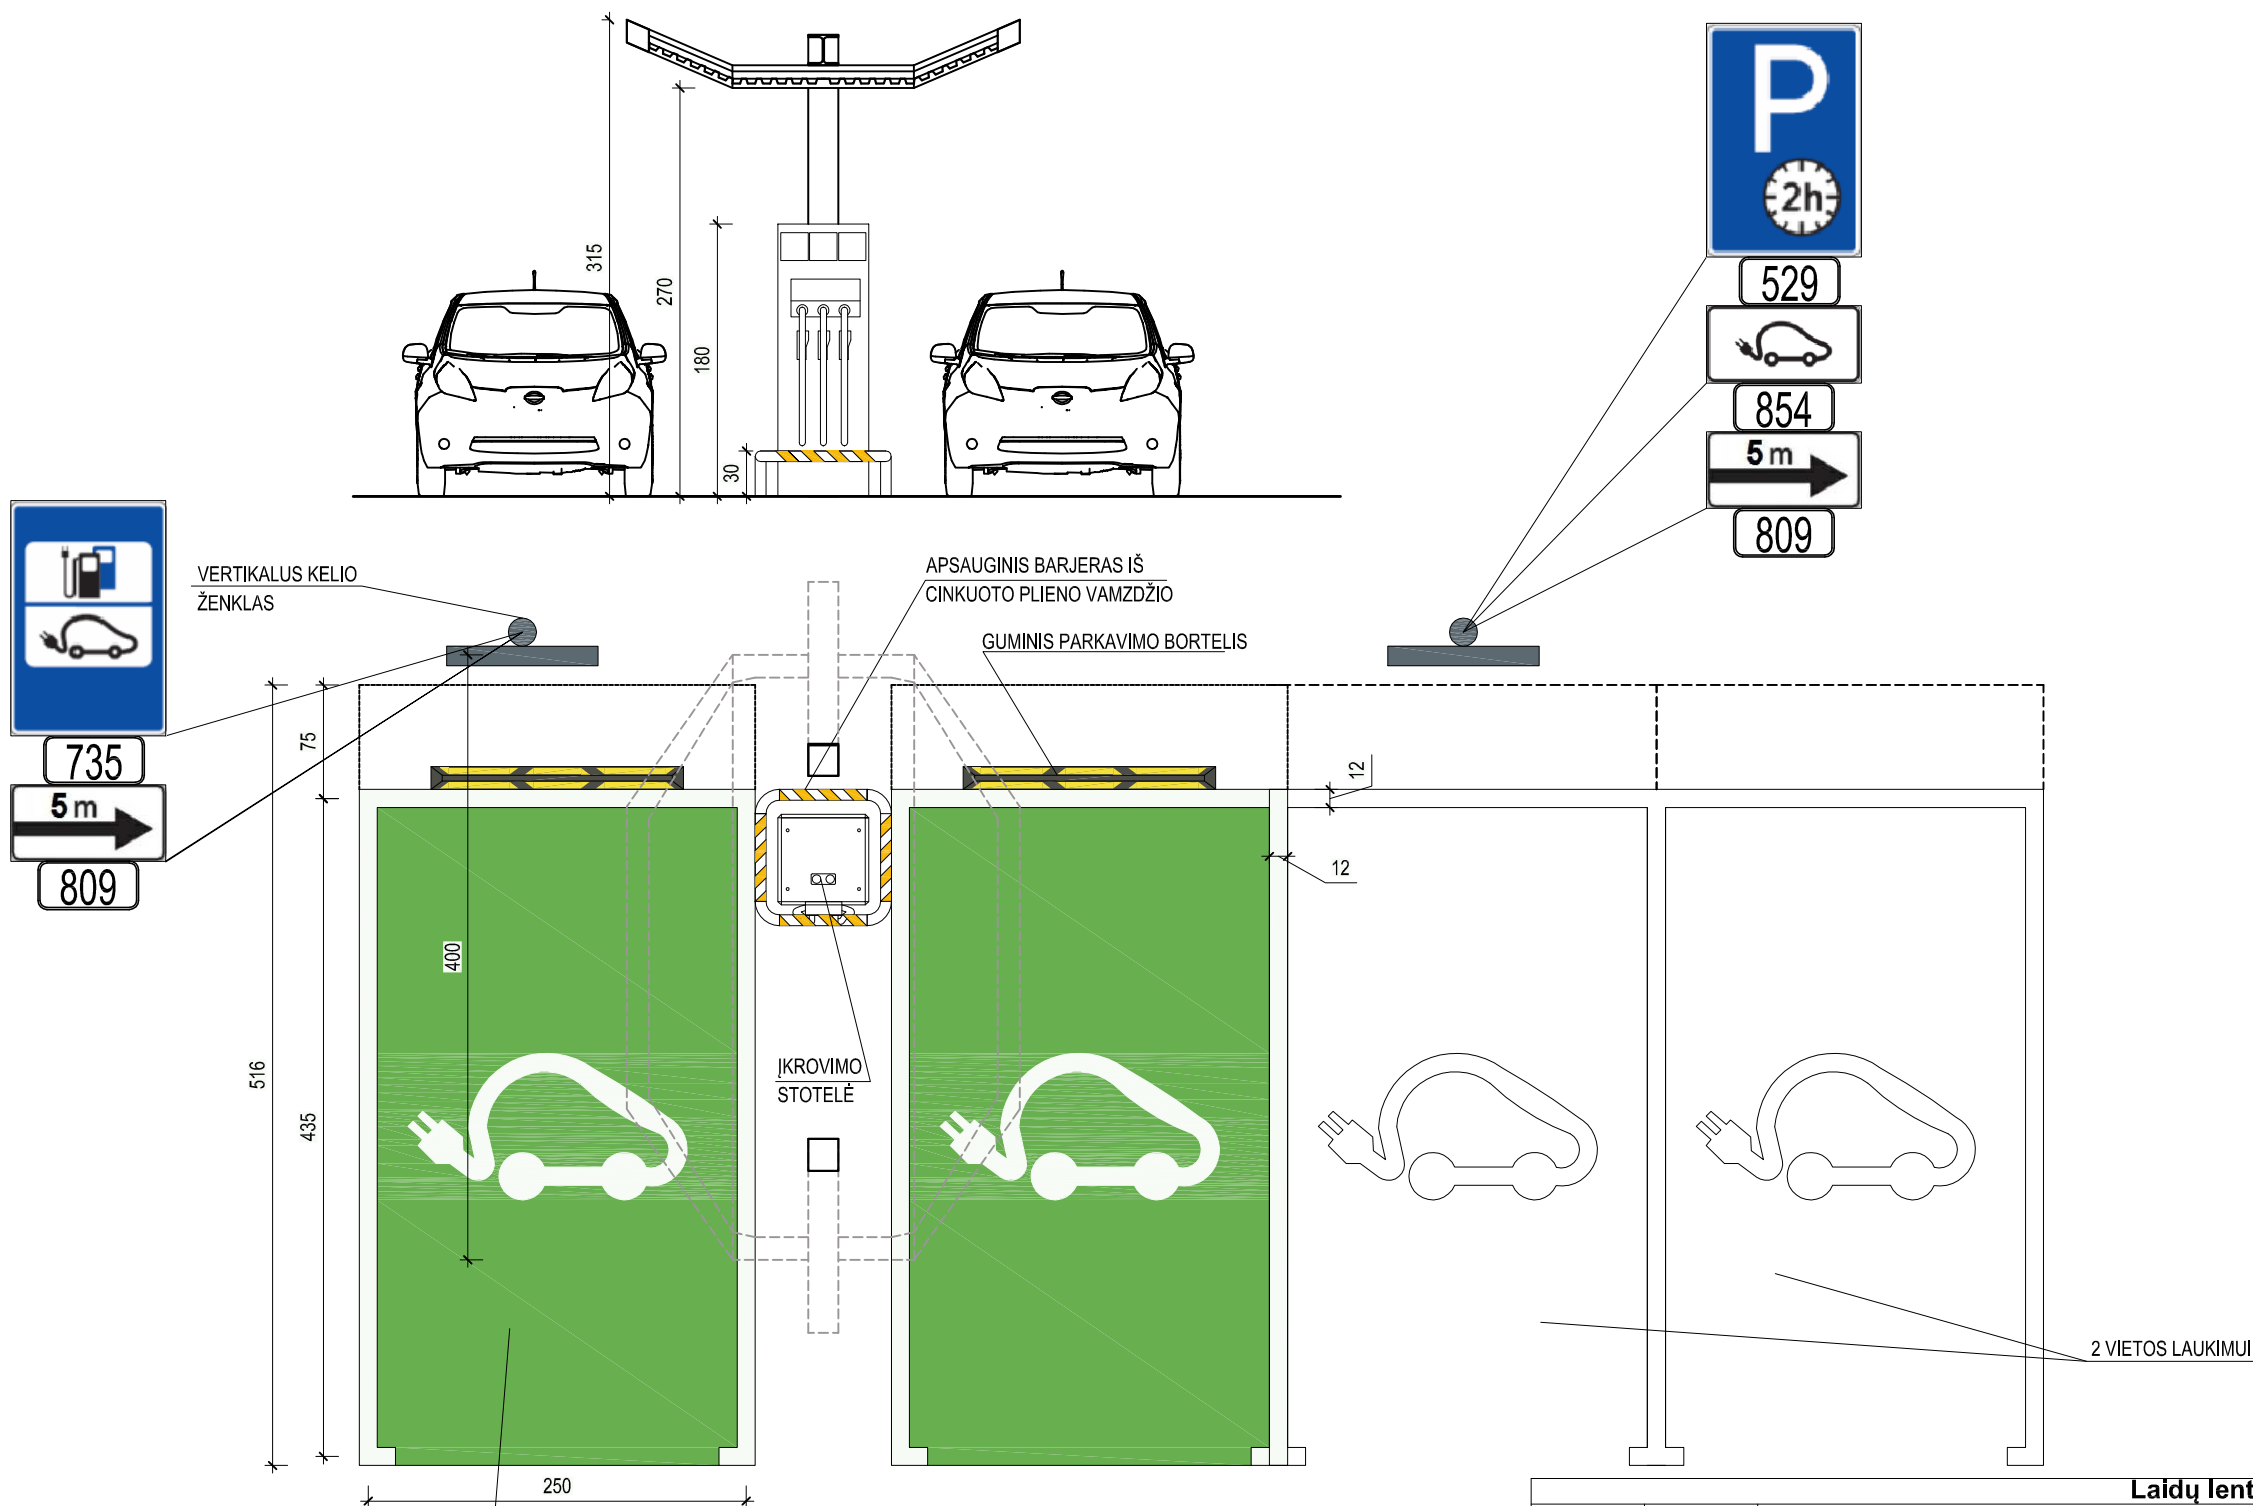 315
270
180
30
P
2h
529
854
5 m
809
735
5 m
809
VERTIKALUS KELIO
ŽENKLAS
APSAUGINIS BARJERAS IŠ
CINKUOTO PLIENO VAMZDŽIO
GUMINIS PARKAVIMO BORTELIS
75
12
12
400
516
435
ĮKROVIMO
STOTELĖ
2 VIETOS LAUKIMUI
250
Laidų lent